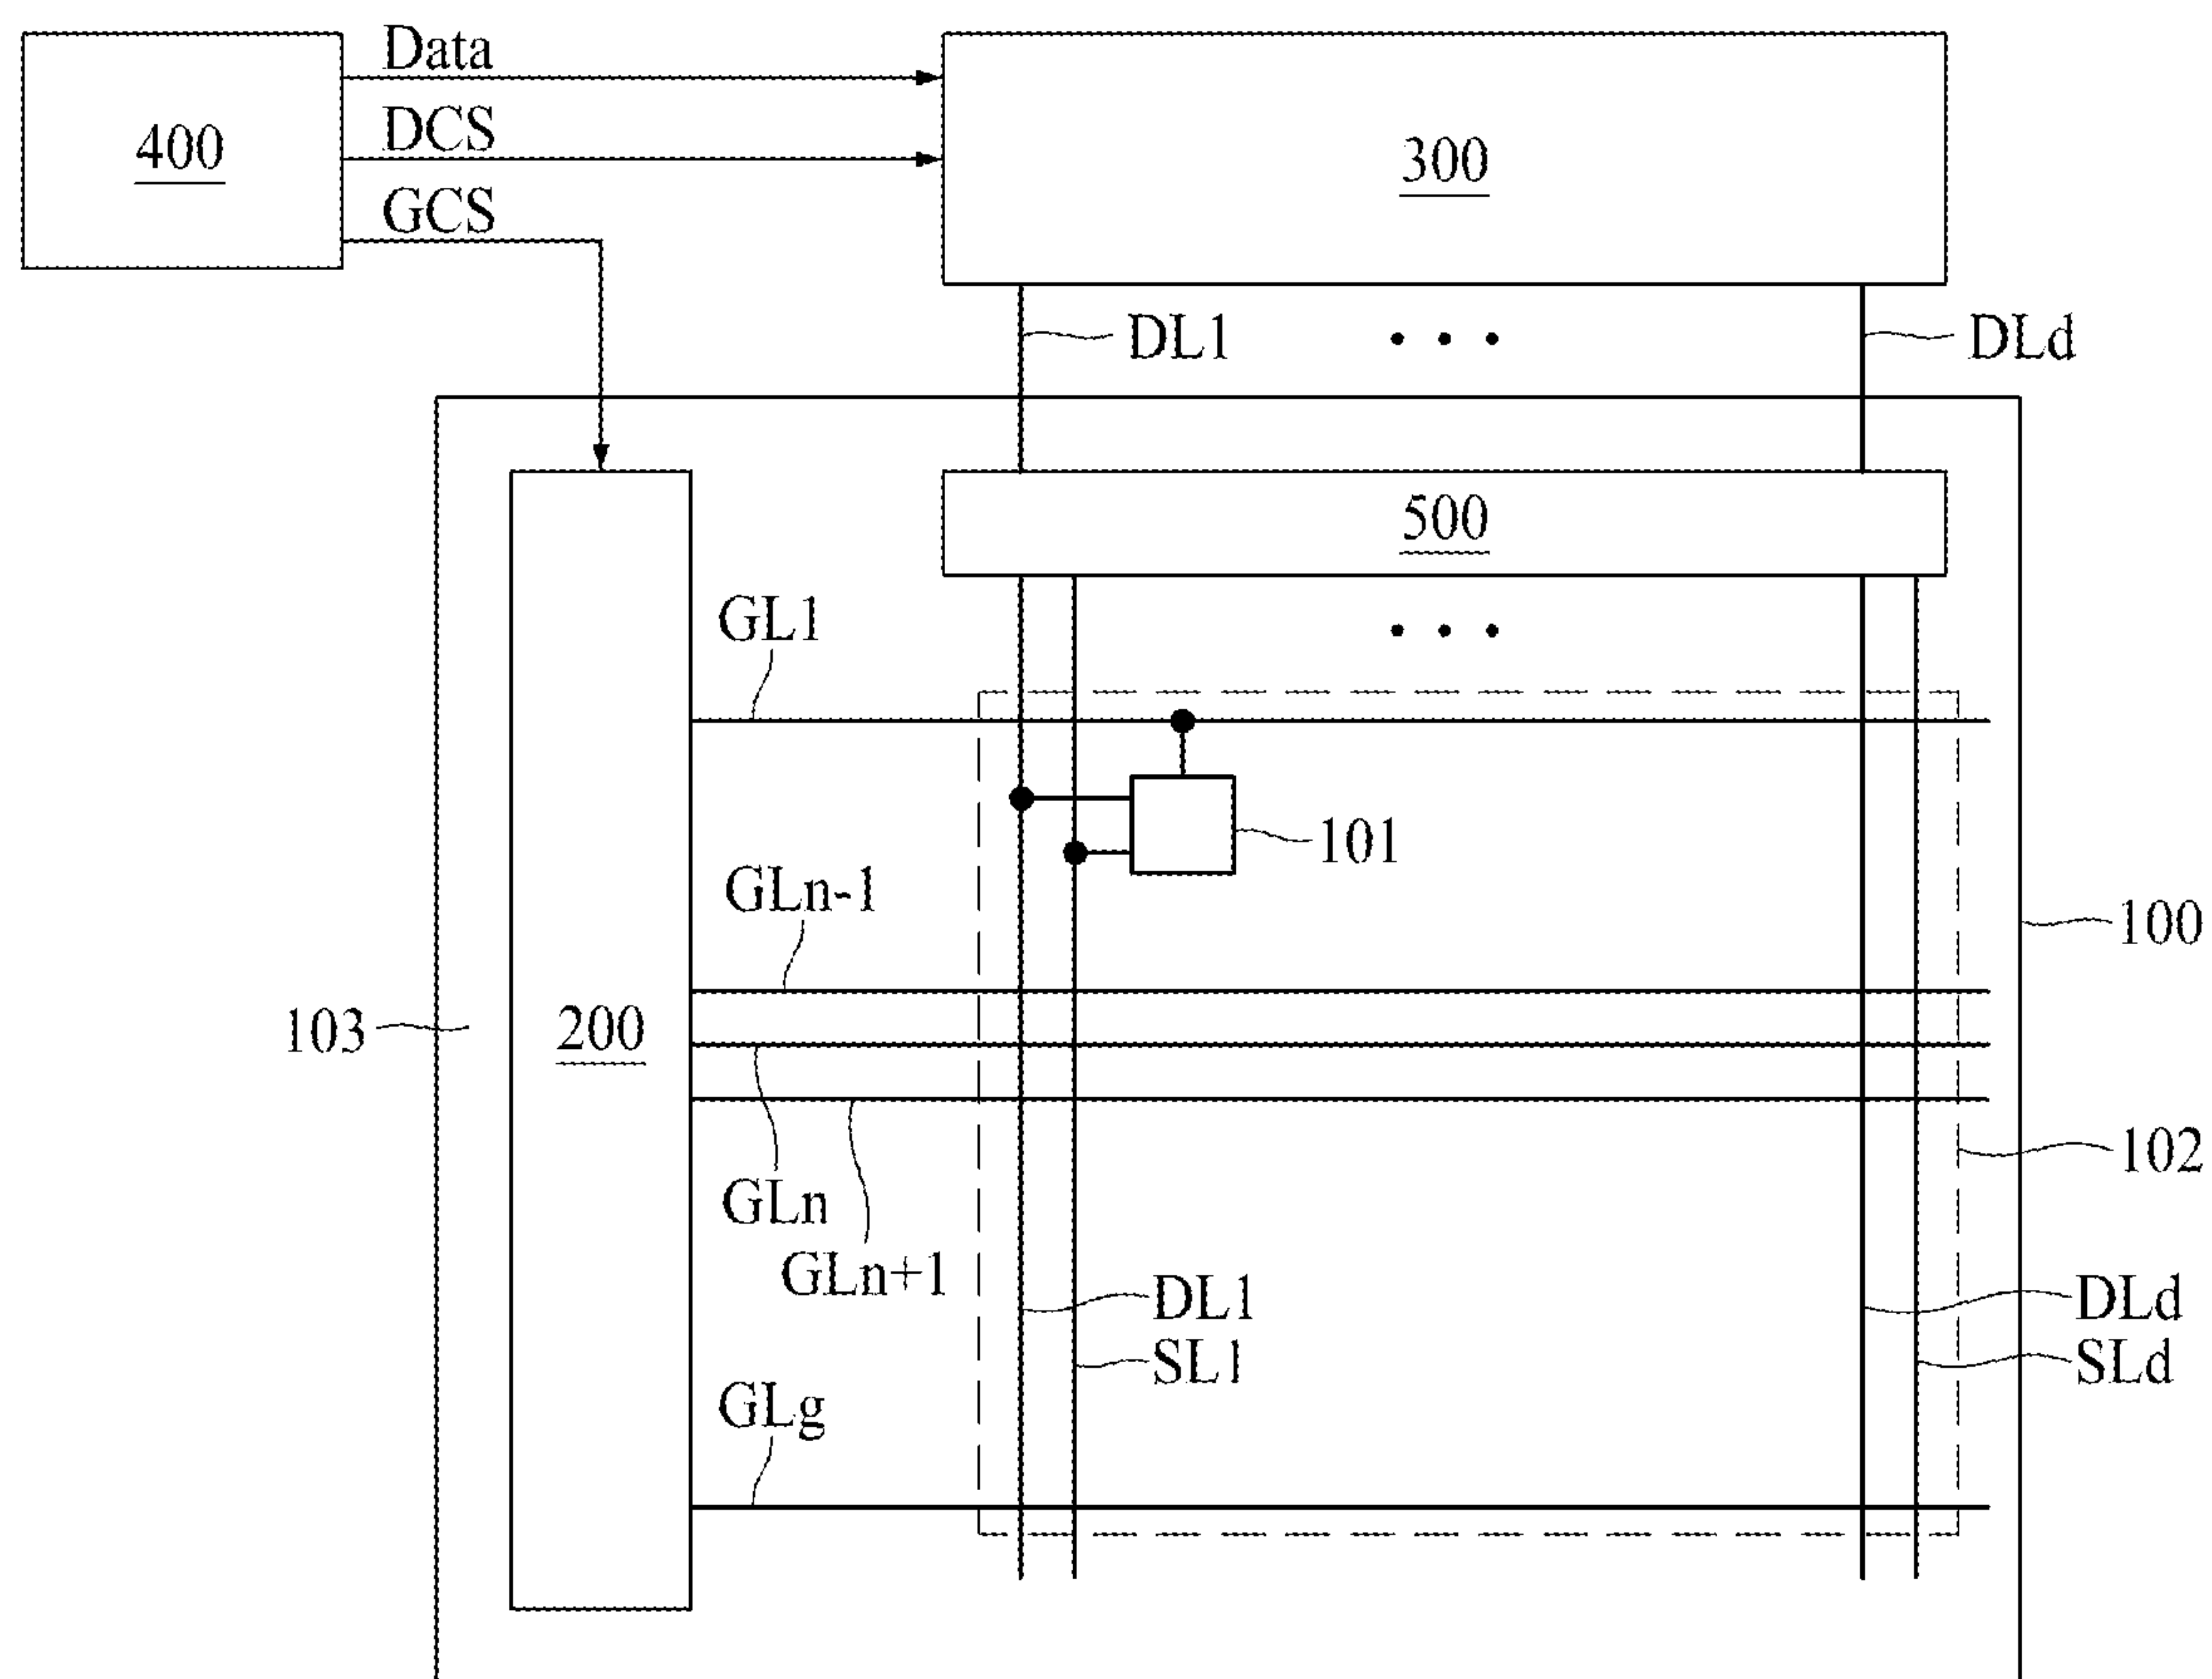 Data
400
DCS
300
GCS
DL1
DLd
500
GL1
101
GLn-1
100
103
200
102
GLn
GLn+1
DL1
DLd
SL1
SLd
GLg